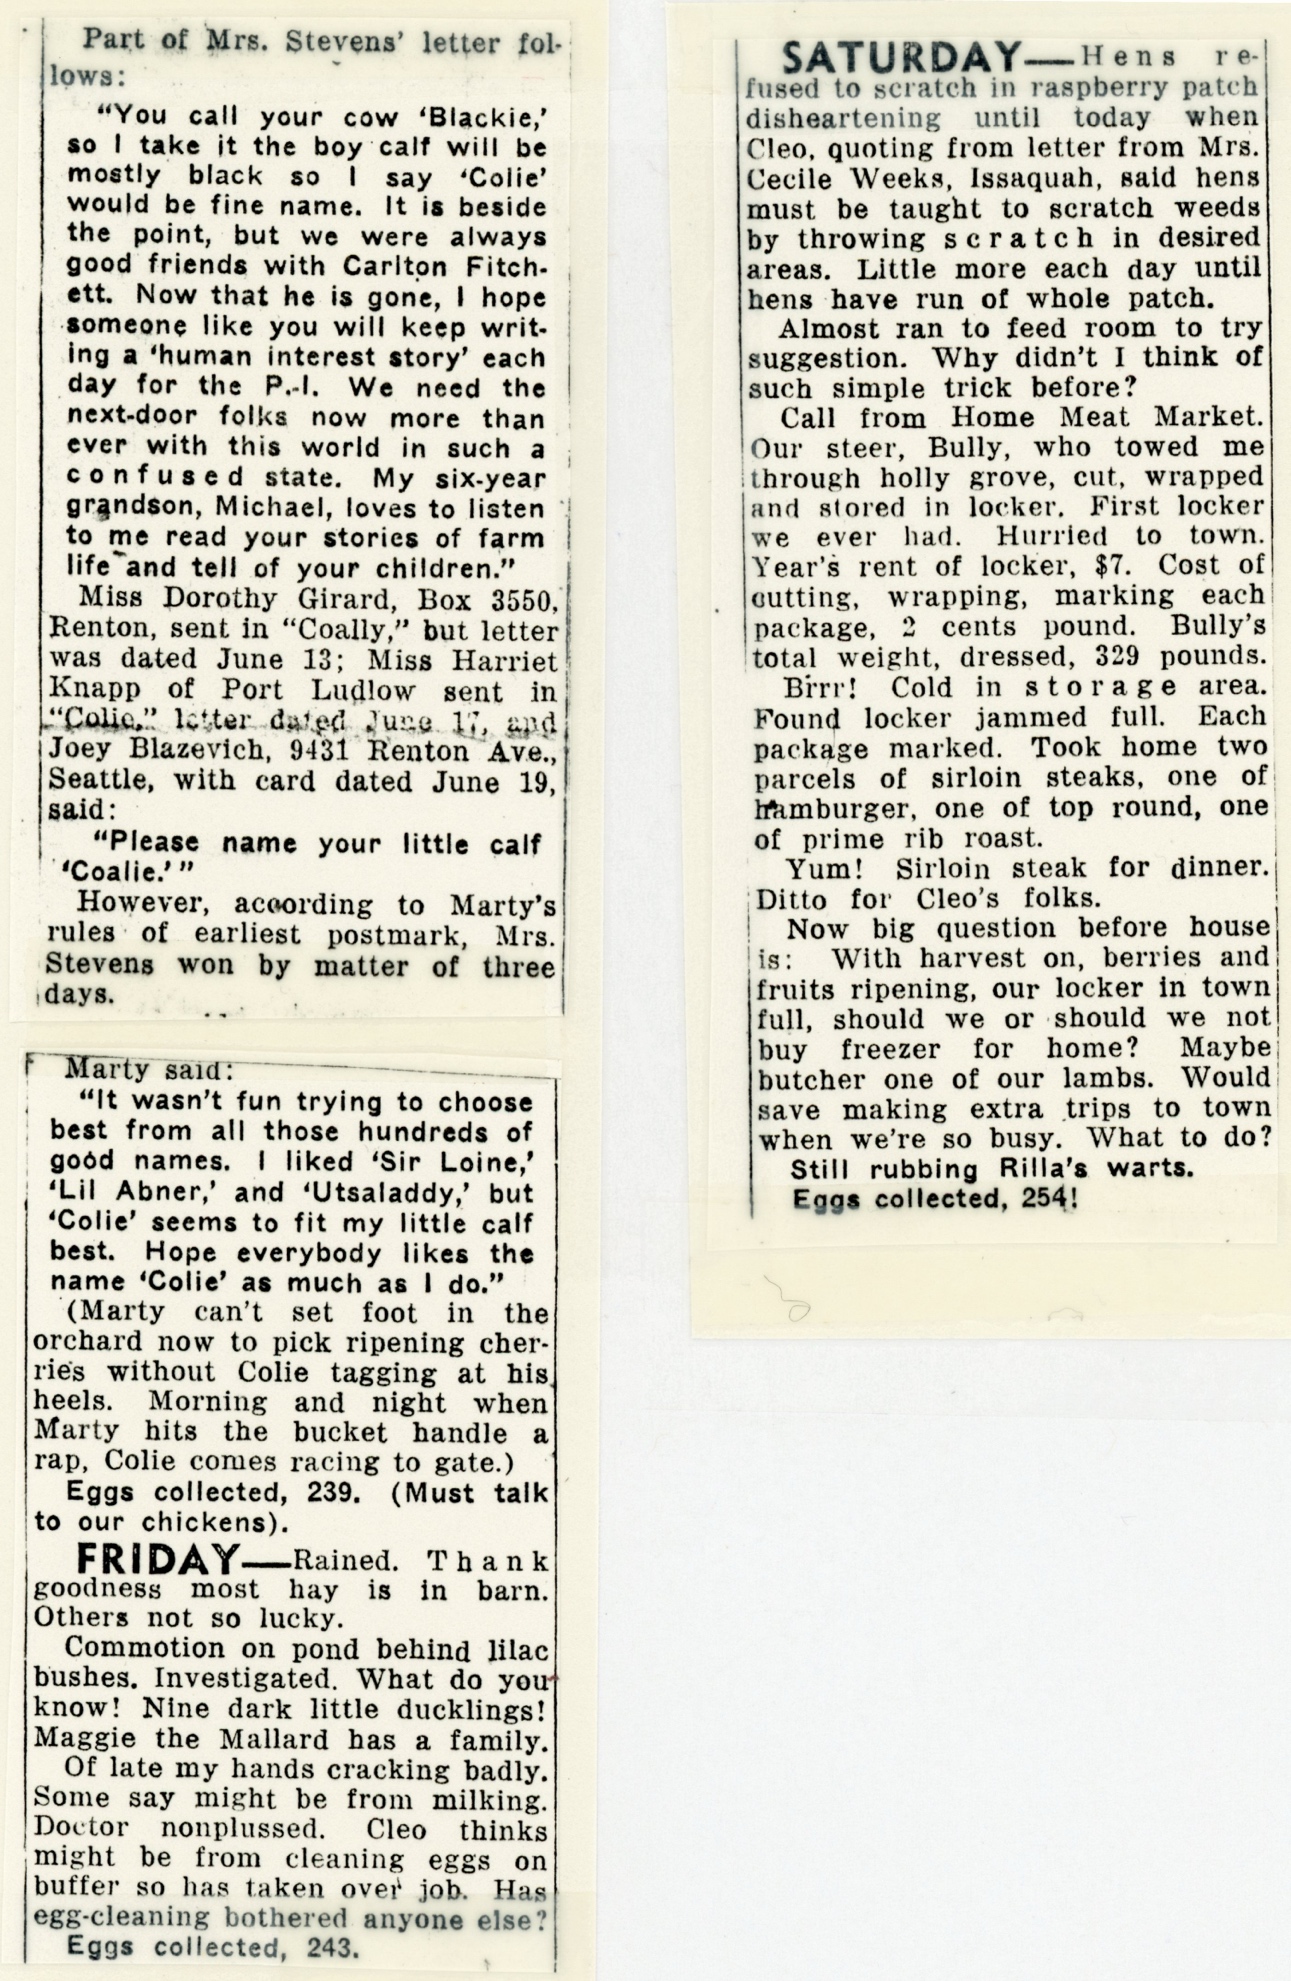 Part of Mrs. Stevens' letter fol-
lows:
"You call your cow 'Blackie,'
so I take it the boy calf will be
mostly black so I say 'Colie'
would be fine name. It is beside
the point, but we were always
good friends with Carlton Fitch-
ett. Now that he is gone, I hope
someone like you will keep writ-
ing a 'human interest story' each
day for the P.-I. We need the
next-door folks now more than
ever with this world in such a
confused state. My six-year
grandson, Michael, loves to listen
to me read your stories of farm
life and tell of your children."
Miss Dorothy Girard, Box 3550,
Renton, sent in "Coally," but letter
was dated June 13; Miss Harriet
Knapp of Port Ludlow sent in
"Colie," letter dated June 17, and
Joey Blazevich, 9431 Renton Ave.,
Seattle, with card dated June 19,
said:
"Please name your little calf
'Coalie.'"
However, according to Marty's
rules of earliest postmark, Mrs.
Stevens won by matter of three
days.
Marty said:
"It wasn't fun trying to choose
best from all those hundreds of
good names. I liked 'Sir Loine,'
'Lil Abner,' and 'Utsaladdy,' but
'Colie' seems to fit my little calf
best. Hope everybody likes the
name 'Colie' as much as I do."
(Marty can't set foot in the
orchard now to pick ripening cher-
ries without Colie tagging at his
heels. Morning and night when
Marty hits the bucket handle a
rap, Colie comes racing to gate.)
Eggs collected, 239. (Must talk
to our chickens).
FRIDAY—Rained. Thank
goodness most hay is in barn.
Others not so lucky.
Commotion on pond behind lilac
bushes. Investigated. What do you
know! Nine dark little ducklings!
Maggie the Mallard has a family.
Of late my hands cracking badly.
Some say might be from milking.
Doctor nonplussed. Cleo thinks
might be from cleaning eggs on
buffer so has taken over job. Has
egg-cleaning bothered anyone else?
Eggs collected, 243.
SATURDAY—Hens re-
fused to scratch in raspberry patch
disheartening until today when
Cleo, quoting from letter from Mrs.
Cecile Weeks, Issaquah, said hens
must be taught to scratch weeds
by throwing scratch in desired
areas. Little more each day until
hens have run of whole patch.
Almost ran to feed room to try
suggestion. Why didn't I think of
such simple trick before?
Call from Home Meat Market.
Our steer, Bully, who towed me
through holly grove, cut, wrapped
and stored in locker. First locker
we ever had. Hurried to town.
Year's rent of locker, $7. Cost of
cutting, wrapping, marking each
package, 2 cents pound. Bully's
total weight, dressed, 329 pounds.
Brrr! Cold in storage area.
Found locker jammed full. Each
package marked. Took home two
parcels of sirloin steaks, one of
hamburger, one of top round, one
of prime rib roast.
Yum! Sirloin steak for dinner.
Ditto for Cleo's folks.
Now big question before house
is: With harvest on, berries and
fruits ripening, our locker in town
full, should we or should we not
buy freezer for home? Maybe
butcher one of our lambs. Would
save making extra trips to town
when we're so busy. What to do?
Still rubbing Rilla's warts.
Eggs collected, 254!